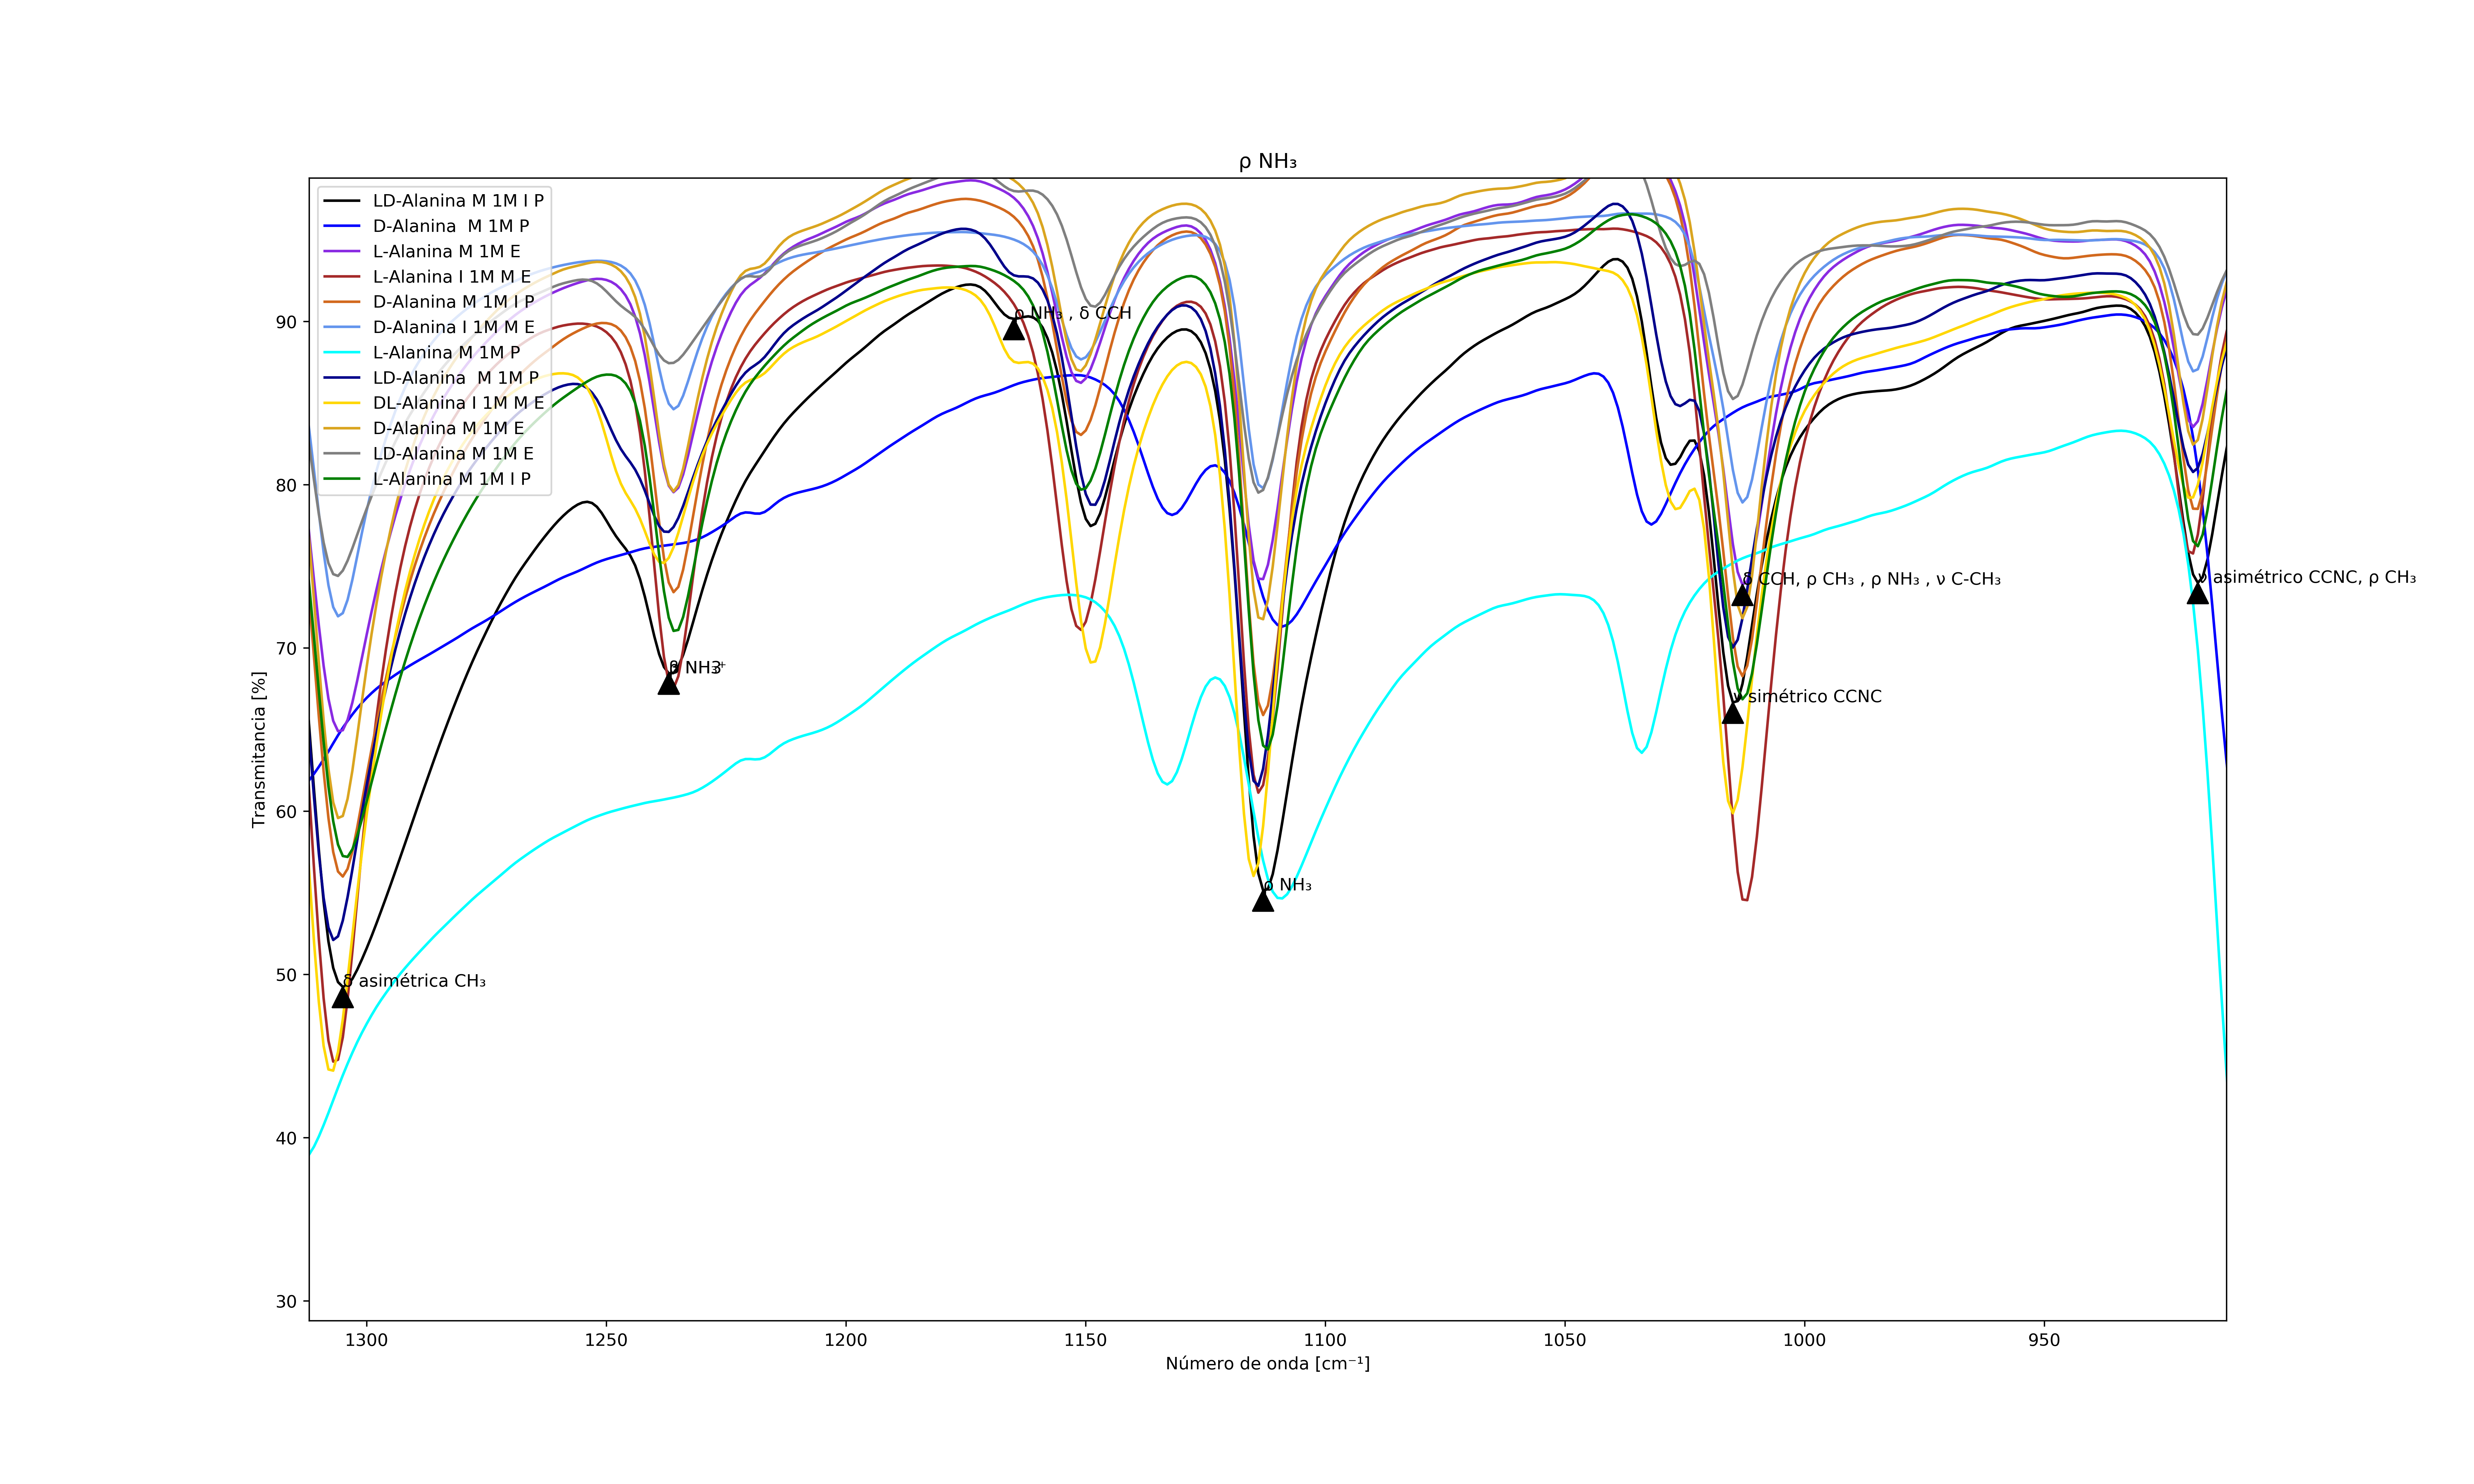 ρ NH₃
LD-Alanina M 1M I P
D-Alanina  M 1M P
L-Alanina M 1M E
L-Alanina I 1M M E
D-Alanina M 1M I P
D-Alanina I 1M M E
L-Alanina M 1M P
LD-Alanina  M 1M P
DL-Alanina I 1M M E
D-Alanina M 1M E
LD-Alanina M 1M E
L-Alanina M 1M I P
ρ NH₃ , δ CCH
δ CCH, ρ CH₃ , ρ NH₃ , ν C-CH₃
ν asimétrico CCNC, ρ CH₃
ν simétrico CCNC
ρ NH₃
δ asimétrica CH₃
Transmitancia [%]
90
80
70
60
50
40
30
1300
1250
1200
1150
1100
1050
1000
950
Número de onda [cm⁻¹]